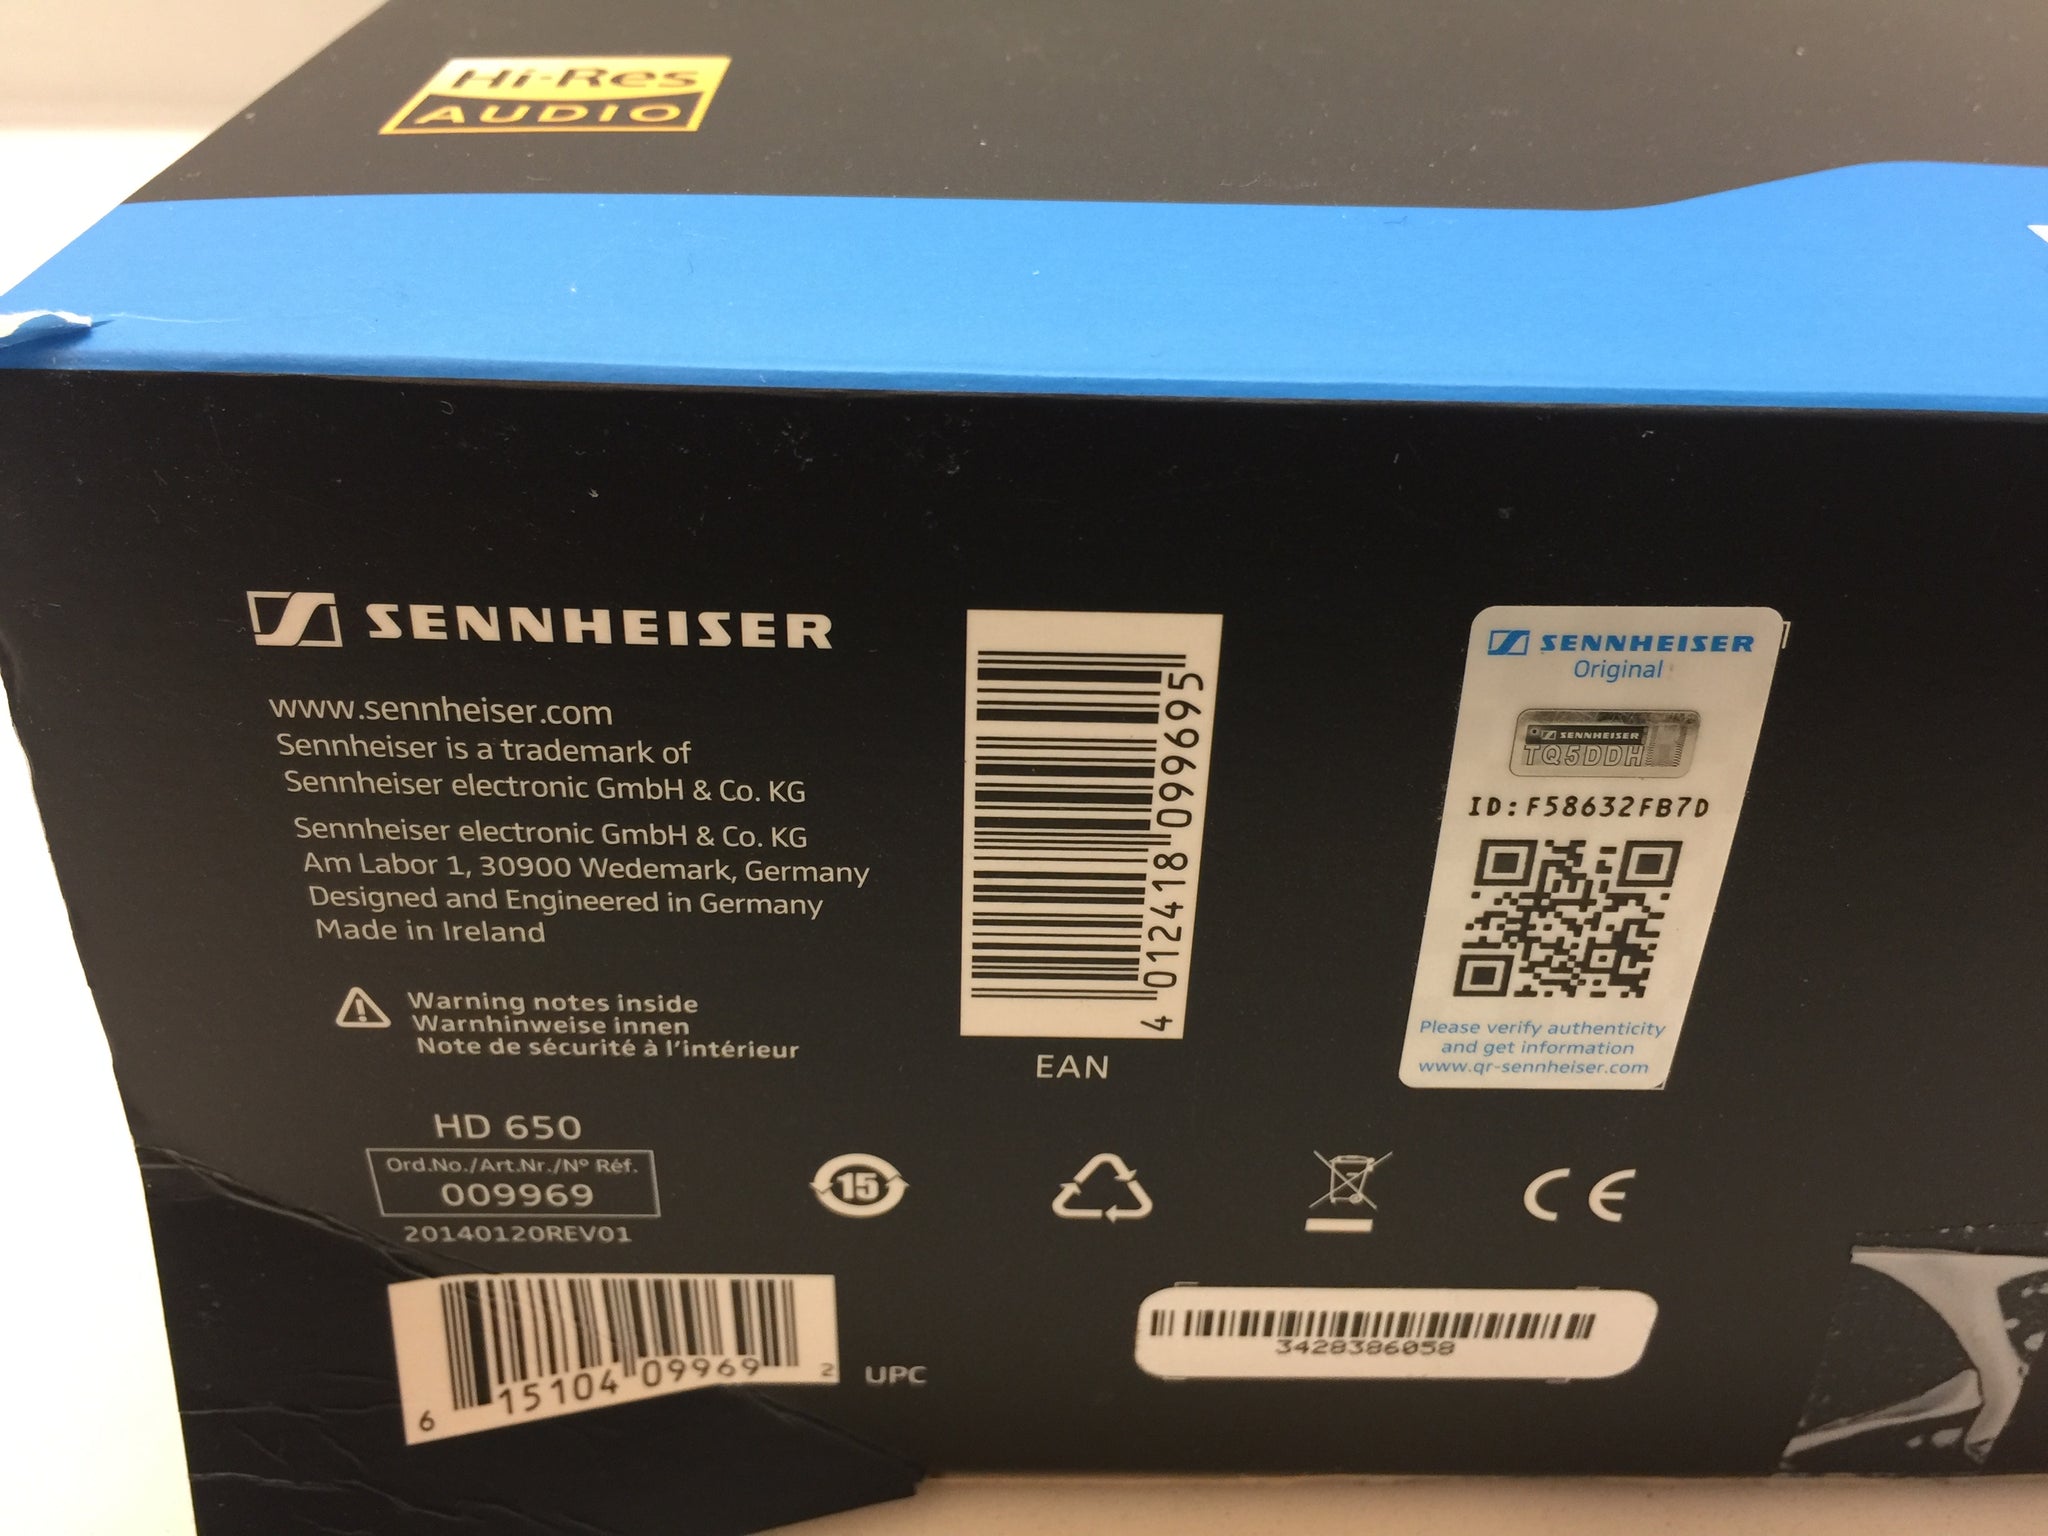 Hi-Res
AUDIO
SENNHEISER
www.sennheiser.com
Sennheiser is a trademark of
Sennheiser electronic GmbH & Co. KG
Sennheiser electronic GmbH & Co. KG
Am Labor 1, 30900 Wedemark, Germany
Designed and Engineered in Germany
Made in Ireland
Warning notes inside
Warnhinweise innen
Note de sécurité à l'intérieur
HD 650
Ord.No./Art.Nr./N° Réf.
009969
20140120REV01
6 15104 09969 2
UPC
4 012418 099695
EAN
15
CE
3428386058
SENNHEISER
Original
SENNHEISER
TQ5DDH
ID:F58632FB7D
Please verify authenticity
and get information
www.qr-sennheiser.com